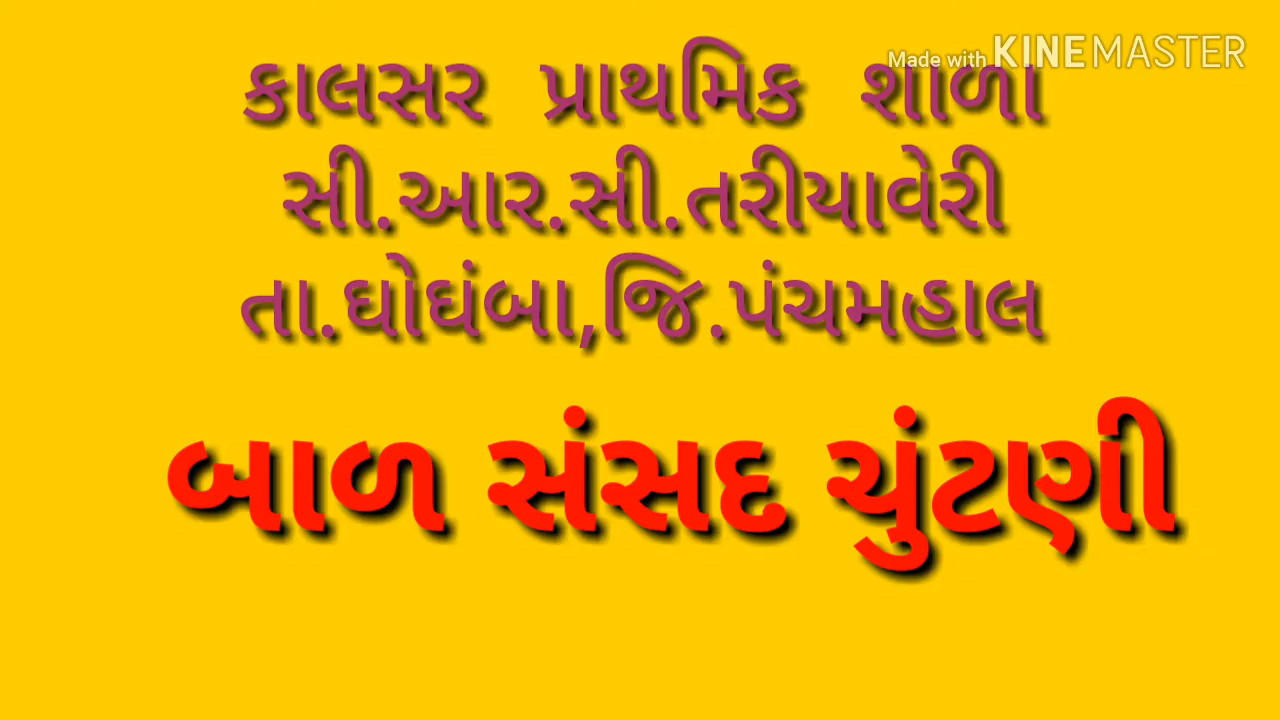 Made with KINEMASTER
કાલસર પ્રાથમિક શાળા
સી.આર.સી.તરીયાવેરી
તા.ઘોઘંબા,જિ.પંચમહાલ
બાળ સંસદ ચુંટણી